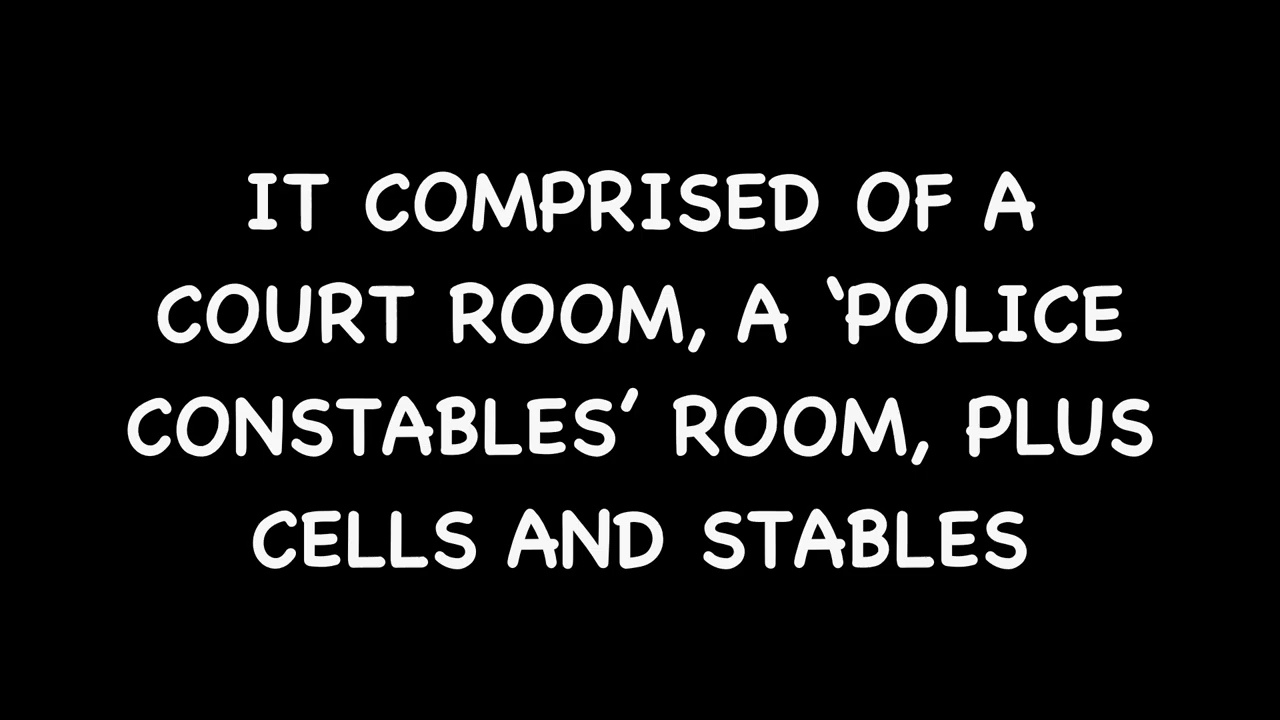 IT COMPRISED OF A
COURT ROOM, A ‘POLICE
CONSTABLES’ ROOM, PLUS
CELLS AND STABLES